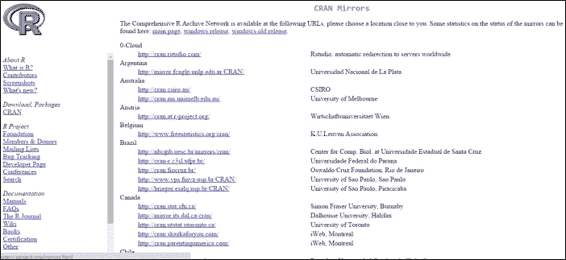 CRAN Mirrors
The Comprehensive R Archive Network is available at the following URLs, please choose a location close to you. Some statistics on the status of the mirrors can be
found here: main page, windows release, windows old release.
0-Cloud
http://cran.rstudio.com/ Rstudio, automatic redirection to servers worldwide
Argentina
http://mirror.fcaglp.unlp.edu.ar/CRAN/ Universidad Nacional de La Plata
Australia
http://cran.csiro.au/ CSIRO
http://cran.ms.unimelb.edu.au/ University of Melbourne
Austria
http://cran.at.r-project.org/ Wirtschaftsuniversitaet Wien
Belgium
http://www.freestatistics.org/cran/ K.U.Leuven Association
Brazil
http://nbcgib.uesc.br/mirrors/cran/ Center for Comp. Biol. at Universidade Estadual de Santa Cruz
http://cran-r.c3sl.ufpr.br/ Universidade Federal do Parana
http://cran.fiocruz.br/ Oswaldo Cruz Foundation, Rio de Janeiro
http://www.vps.fmvz.usp.br/CRAN/ University of Sao Paulo, Sao Paulo
http://brieger.esalq.usp.br/CRAN/ University of Sao Paulo, Piracicaba
Canada
http://cran.stat.sfu.ca/ Simon Fraser University, Burnaby
http://mirror.its.dal.ca/cran/ Dalhousie University, Halifax
http://cran.utstat.utoronto.ca/ University of Toronto
http://cran.skazkaforyou.com/ iWeb, Montreal
http://cran.parentingamerica.com/ iWeb, Montreal
Chile
R
About R
What is R?
Contributors
Screenshots
What's new?
Download, Packages
CRAN
R Project
Foundation
Members & Donors
Mailing Lists
Bug Tracking
Developer Page
Conferences
Search
Documentation
Manuals
FAQs
The R Journal
Wiki
Books
Certification
Other